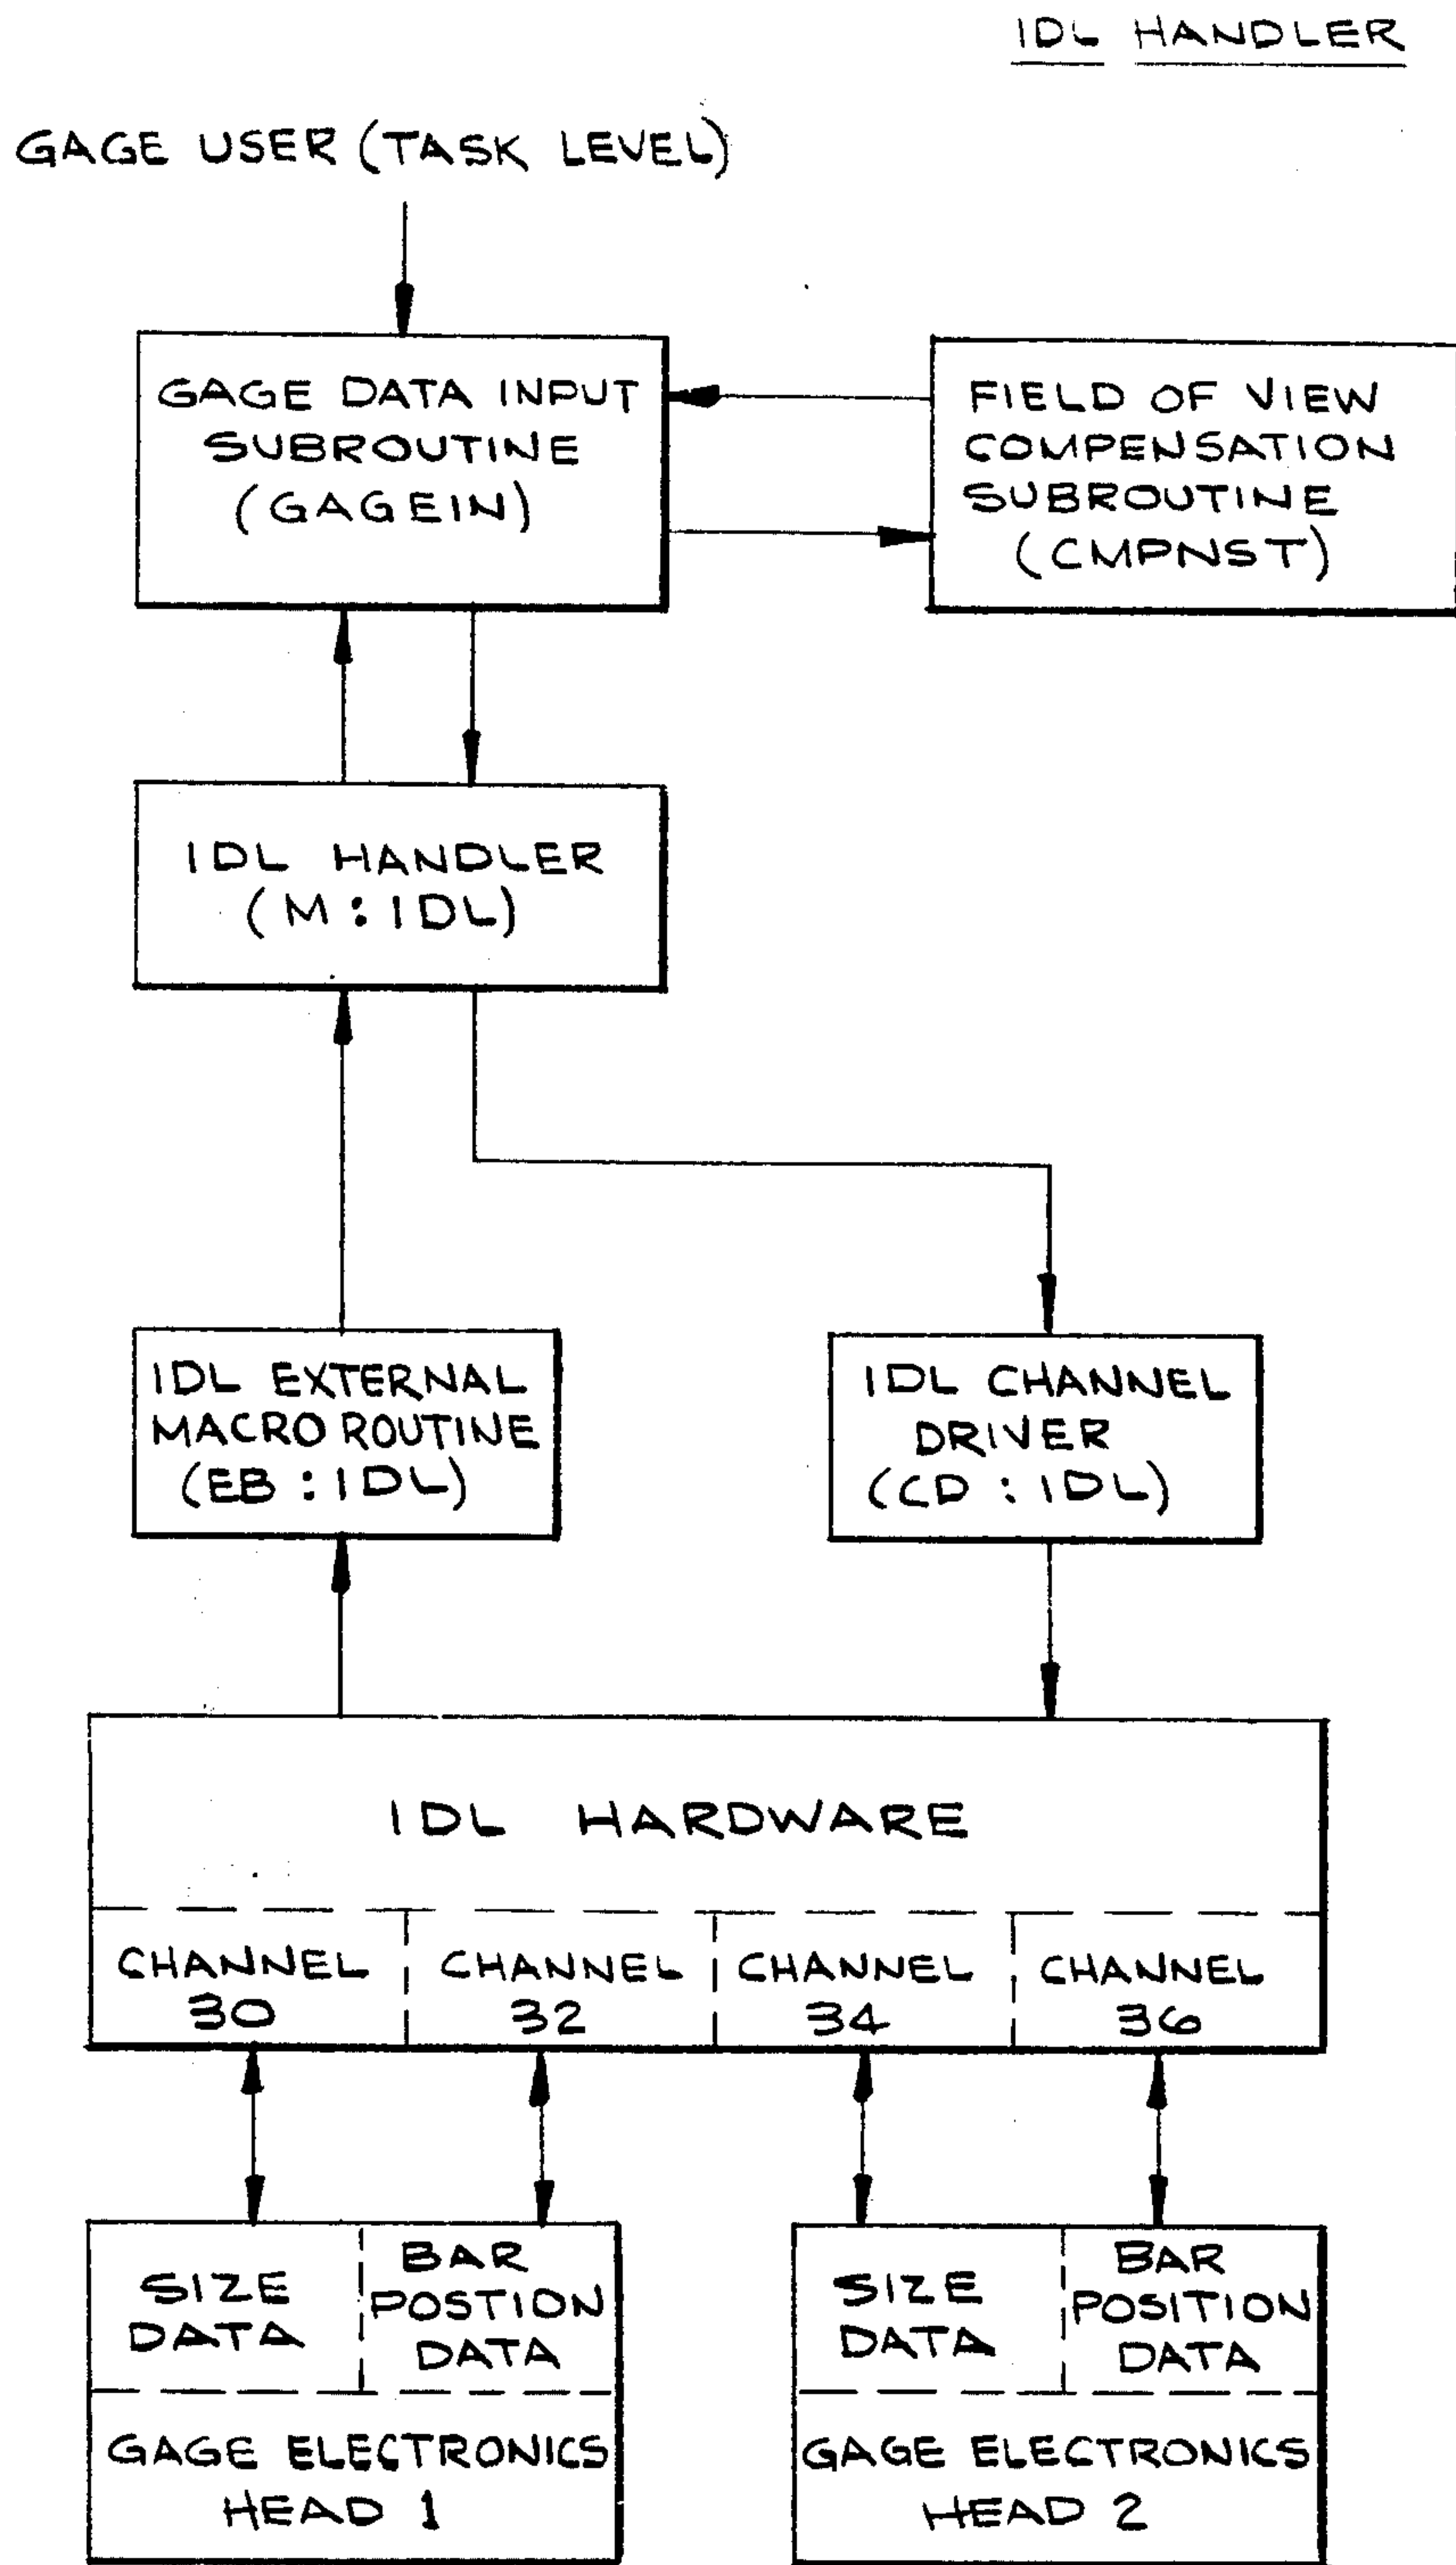 IDL HANDLER
GAGE USER (TASK LEVEL)
GAGE DATA INPUT
SUBROUTINE
(GAGEIN)
FIELD OF VIEW
COMPENSATION
SUBROUTINE
(CMPNST)
IDL HANDLER
(M:IDL)
IDL EXTERNAL
MACRO ROUTINE
(EB:IDL)
IDL CHANNEL
DRIVER
(CD:IDL)
IDL HARDWARE
CHANNEL
30
CHANNEL
32
CHANNEL
34
CHANNEL
36
SIZE
DATA
BAR
POSTION
DATA
GAGE ELECTRONICS
HEAD 1
SIZE
DATA
BAR
POSITION
DATA
GAGE ELECTRONICS
HEAD 2